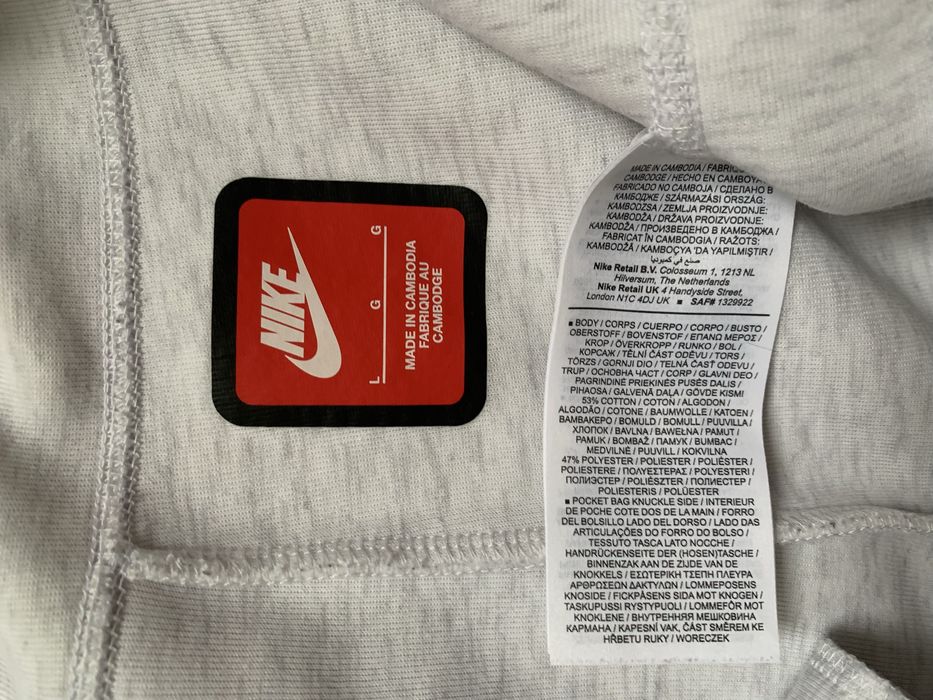 NIKE
L G G
MADE IN CAMBODIA
FABRIQUE AU
CAMBODGE
MADE IN CAMBODIA / FABRIQ
CAMBODGE / HECHO EN CAMBOYA
FABRICADO NO CAMBOJA / СДЕЛАНО В
КАМБОДЖЕ / SZÁRMAZÁSI ORSZÁG:
KAMBODZSA / ZEMLJA PROIZVODNJE:
KAMBODŽA / DRŽAVA PROIZVODNJE:
KAMBODŽA / ПРОИЗВЕДЕНО В КАМБОДЖА /
FABRICAT ÎN CAMBODGIA / RAŽOTS:
KAMBODŽĀ / KAMBOÇYA 'DA YAPILMIŞTIR /
صنع في كمبوديا
Nike Retail B.V. Colosseum 1, 1213 NL
Hilversum, The Netherlands
Nike Retail UK 4 Handyside Street,
London N1C 4DJ UK ■ SAF# 1329922
■ BODY / CORPS / CUERPO / CORPO / BUSTO /
OBERSTOFF / BOVENSTOF / ΕΠΑΝΩ ΜΕΡΟΣ /
KROP / ÖVERKROPP / RUNKO / BOL /
КОРСАЖ / TĚLNÍ ČÁST ODĚVU / TORS /
TÖRZS / GORNJI DIO / TELNÁ ČASŤ ODEVU /
TRUP / ОСНОВНА ЧАСТ / CORP / GLAVNI DEO /
PAGRINDINĖ PRIEKINĖS PUSĖS DALIS /
PIHAOSA / GALVENĀ DAĻA / GÖVDE KISMI
53% COTTON / COTON / ALGODON /
ALGODÃO / COTONE / BAUMWOLLE / KATOEN /
ΒΑΜΒΑΚΕΡΟ / BOMULD / BOMULL / PUUVILLA /
ХЛОПОК / BAVLNA / BAWEŁNA / PAMUT /
PAMUK / BOMBAŽ / ПАМУК / BUMBAC /
MEDVILNĖ / PUUVILL / KOKVILNA
47% POLYESTER / POLIESTER / POLIÉSTER /
POLIESTERE / ΠΟΛΥΕΣΤΕΡΑΣ / POLYESTERI /
ПОЛИЭСТЕР / POLIÉSZTER / ПОЛИЕСТЕР /
POLIESTERIS / POLÜESTER
■ POCKET BAG KNUCKLE SIDE / INTERIEUR
DE POCHE COTE DOS DE LA MAIN / FORRO
DEL BOLSILLO LADO DEL DORSO / LADO DAS
ARTICULAÇÕES DO FORRO DO BOLSO /
TESSUTO TASCA LATO NOCCHE /
HANDRÜCKENSEITE DER (HOSEN)TASCHE /
BINNENZAK AAN DE ZIJDE VAN DE
KNOKKELS / ΕΣΩΤΕΡΙΚΗ ΤΣΕΠΗ ΠΛΕΥΡΑ
ΑΡΘΡΩΣΕΩΝ ΔΑΚΤΥΛΩΝ / LOMMEPOSENS
KNOSIDE / FICKPÅSENS SIDA MOT KNOGEN /
TASKUPUSSI RYSTYPUOLI / LOMMEFÔR MOT
KNOKLENE / ВНУТРЕННЯЯ МЕШКОВИНА
КАРМАНА / KAPESNÍ VAK, ČÁST SMĚREM KE
HŘBETU RUKY / WORECZEK